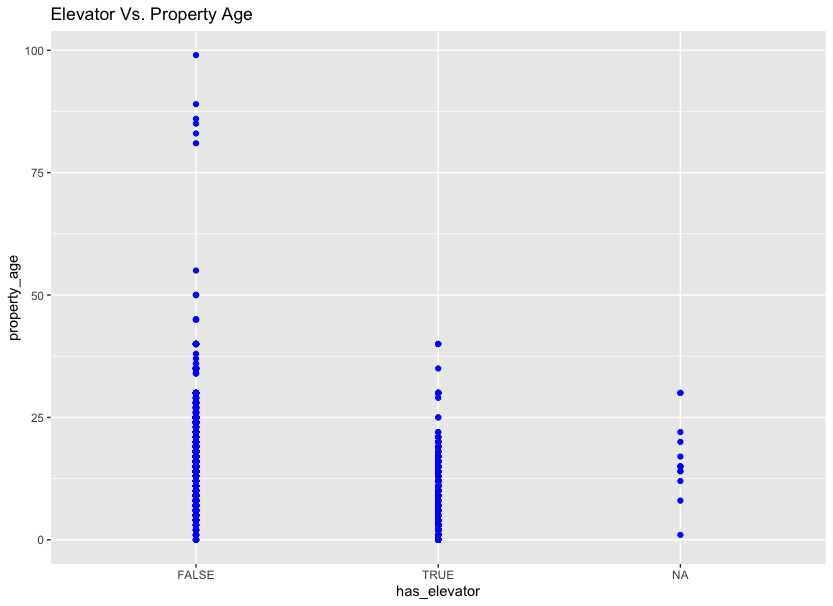 Elevator Vs. Property Age
100
75
50
25
0
property_age
FALSE TRUE NA
has_elevator